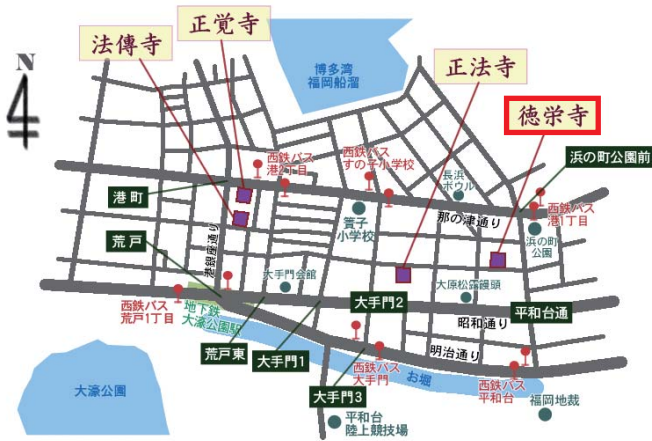 正覚寺
法傳寺
N
博多湾
福岡船溜
正法寺
徳栄寺
西鉄バス
港2丁目
西鉄バス
すの子小学校
長浜
ボウル
浜の町公園前
港町
簀子
小学校
那の津通り
西鉄バス
港1丁目
浜の町
公園
荒戸
港銀座通り
大手門会館
大原松露饅頭
西鉄バス
荒戸1丁目
地下鉄
大濠公園駅
大手門2
平和台通
昭和通り
荒戸東
大手門1
明治通り
西鉄バス
大手門
お堀
西鉄バス
平和台
大濠公園
大手門3
平和台
陸上競技場
福岡地裁